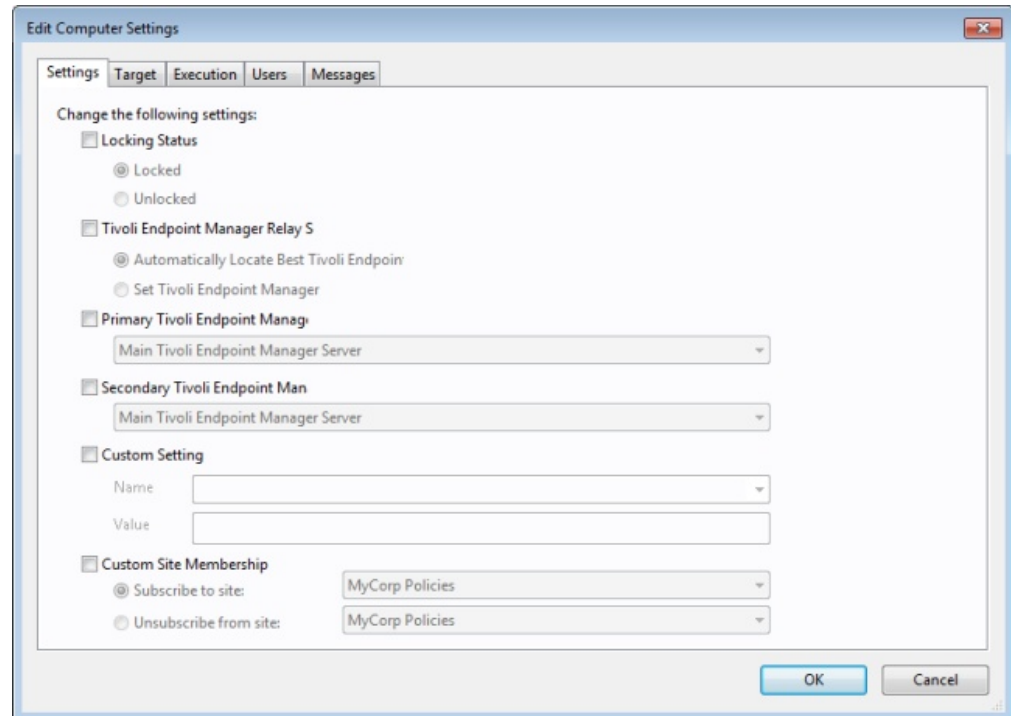 Edit Computer Settings
Settings Target Execution Users Messages
Change the following settings:
Locking Status
Locked
Unlocked
Tivoli Endpoint Manager Relay S
Automatically Locate Best Tivoli Endpoin
Set Tivoli Endpoint Manager
Primary Tivoli Endpoint Manag
Main Tivoli Endpoint Manager Server
Secondary Tivoli Endpoint Man
Main Tivoli Endpoint Manager Server
Custom Setting
Name
Value
Custom Site Membership
Subscribe to site: MyCorp Policies
Unsubscribe from site: MyCorp Policies
OK Cancel